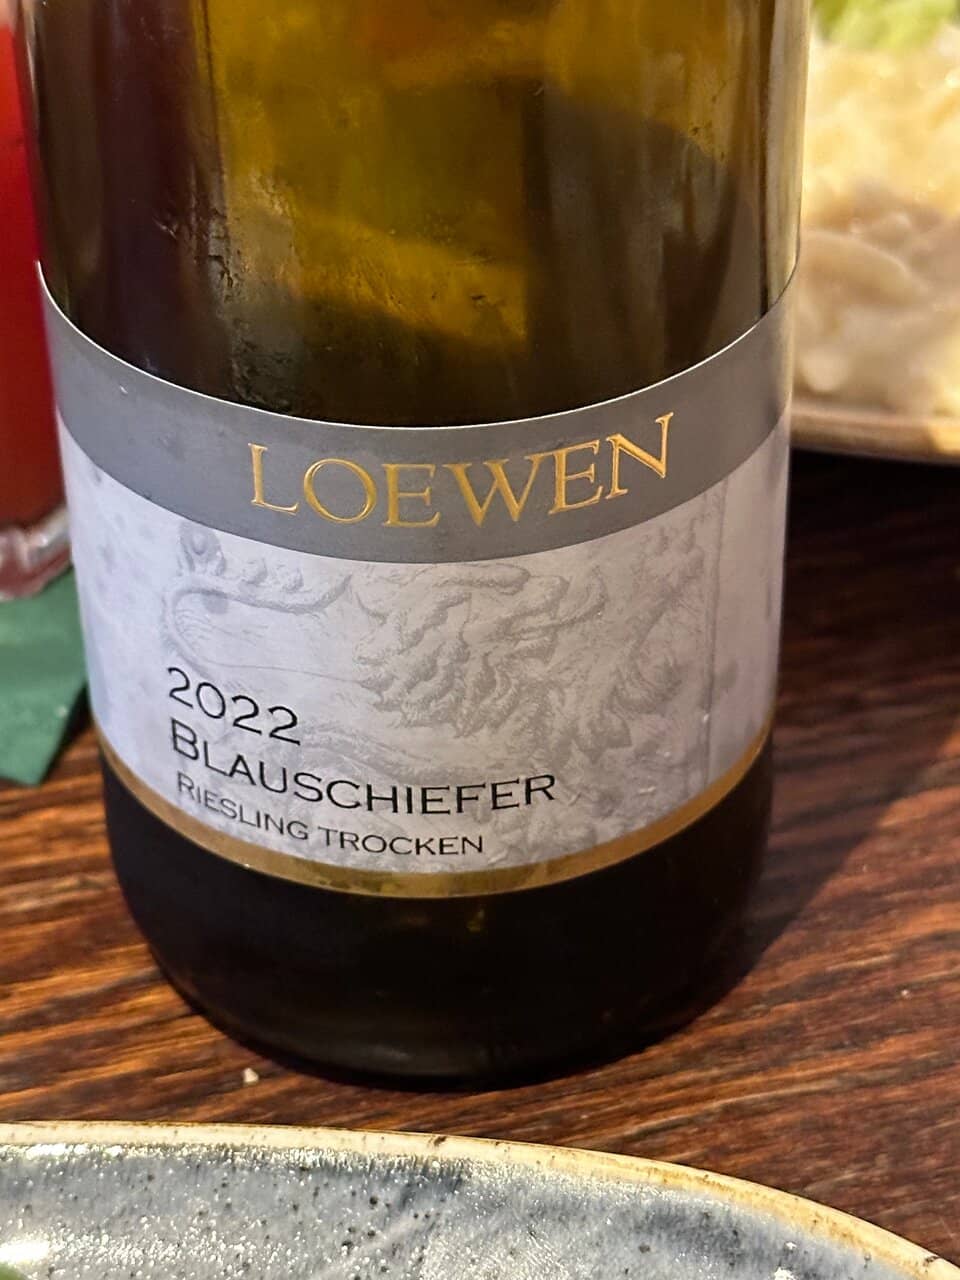 LOEWEN
2022
BLAUSCHIEFER
RIESLING TROCKEN